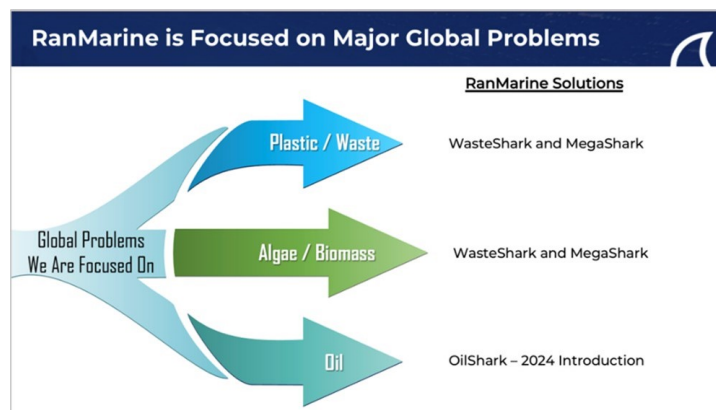 RanMarine is Focused on Major Global Problems
RanMarine Solutions
Plastic / Waste
WasteShark and MegaShark
Global Problems
We Are Focused On
Algae / Biomass
WasteShark and MegaShark
Oil
OilShark – 2024 Introduction